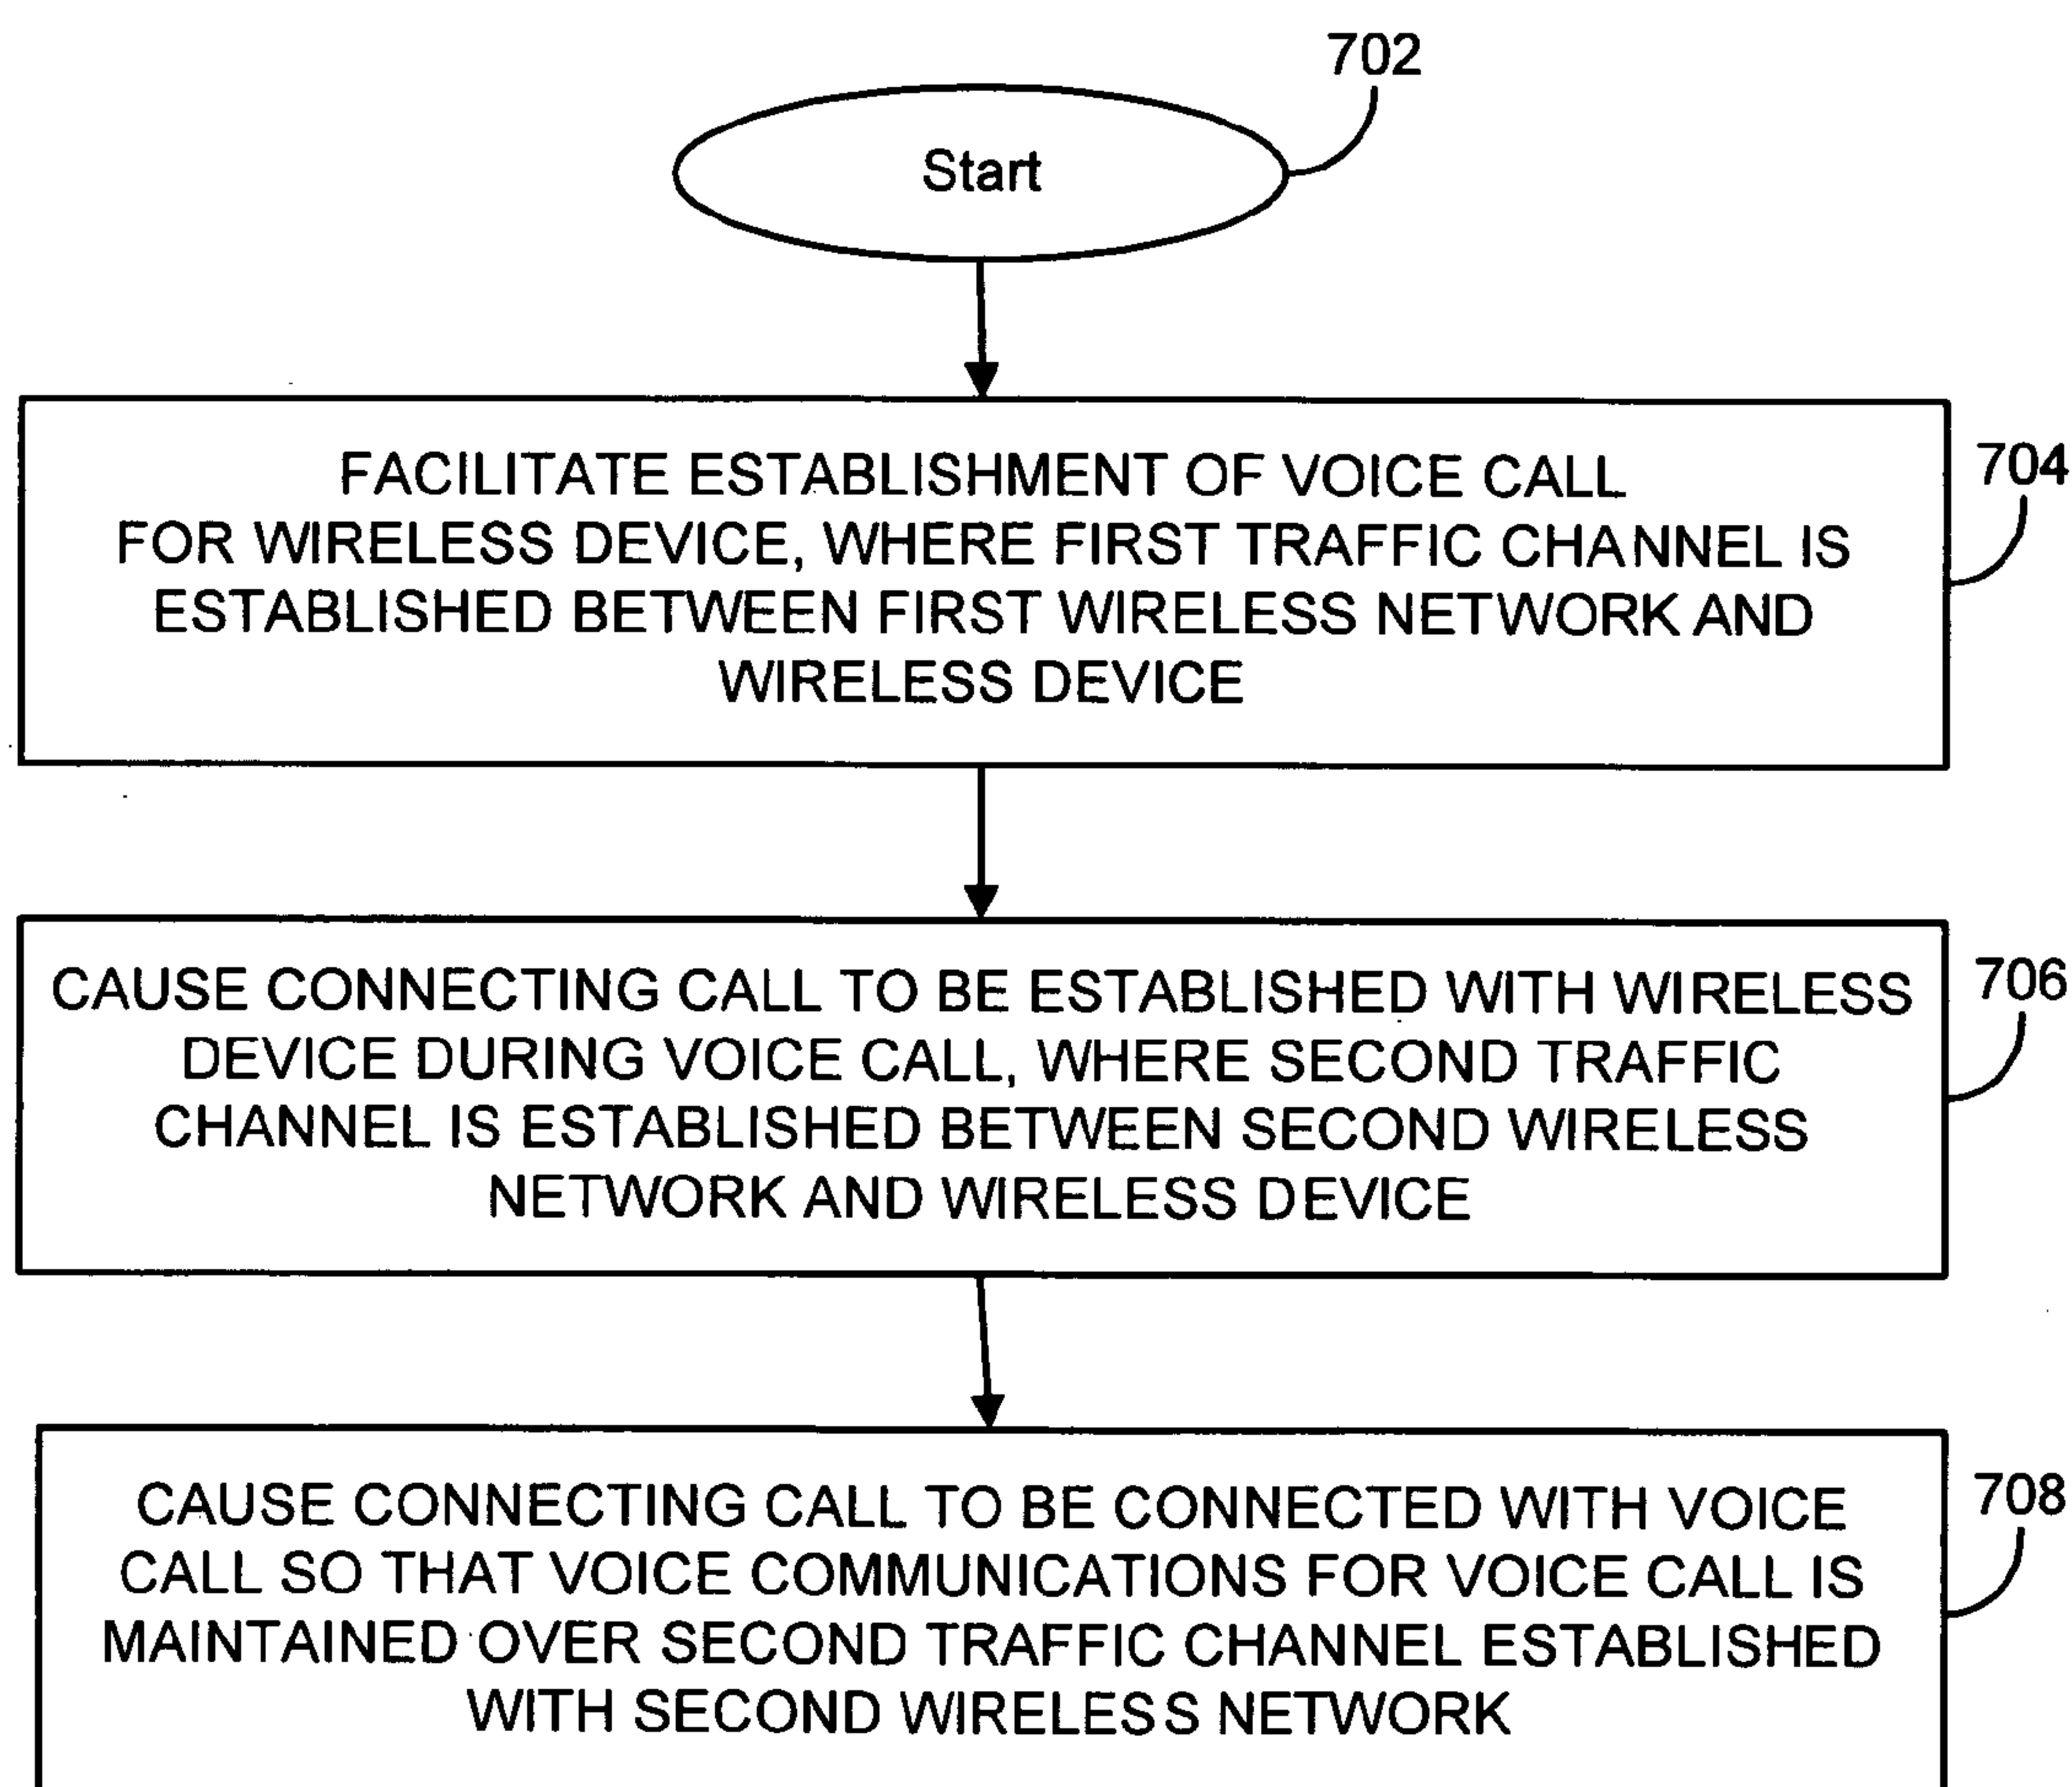 702
Start
704
FACILITATE ESTABLISHMENT OF VOICE CALL
FOR WIRELESS DEVICE, WHERE FIRST TRAFFIC CHANNEL IS
ESTABLISHED BETWEEN FIRST WIRELESS NETWORK AND
WIRELESS DEVICE
706
CAUSE CONNECTING CALL TO BE ESTABLISHED WITH WIRELESS
DEVICE DURING VOICE CALL, WHERE SECOND TRAFFIC
CHANNEL IS ESTABLISHED BETWEEN SECOND WIRELESS
NETWORK AND WIRELESS DEVICE
708
CAUSE CONNECTING CALL TO BE CONNECTED WITH VOICE
CALL SO THAT VOICE COMMUNICATIONS FOR VOICE CALL IS
MAINTAINED OVER SECOND TRAFFIC CHANNEL ESTABLISHED
WITH SECOND WIRELESS NETWORK